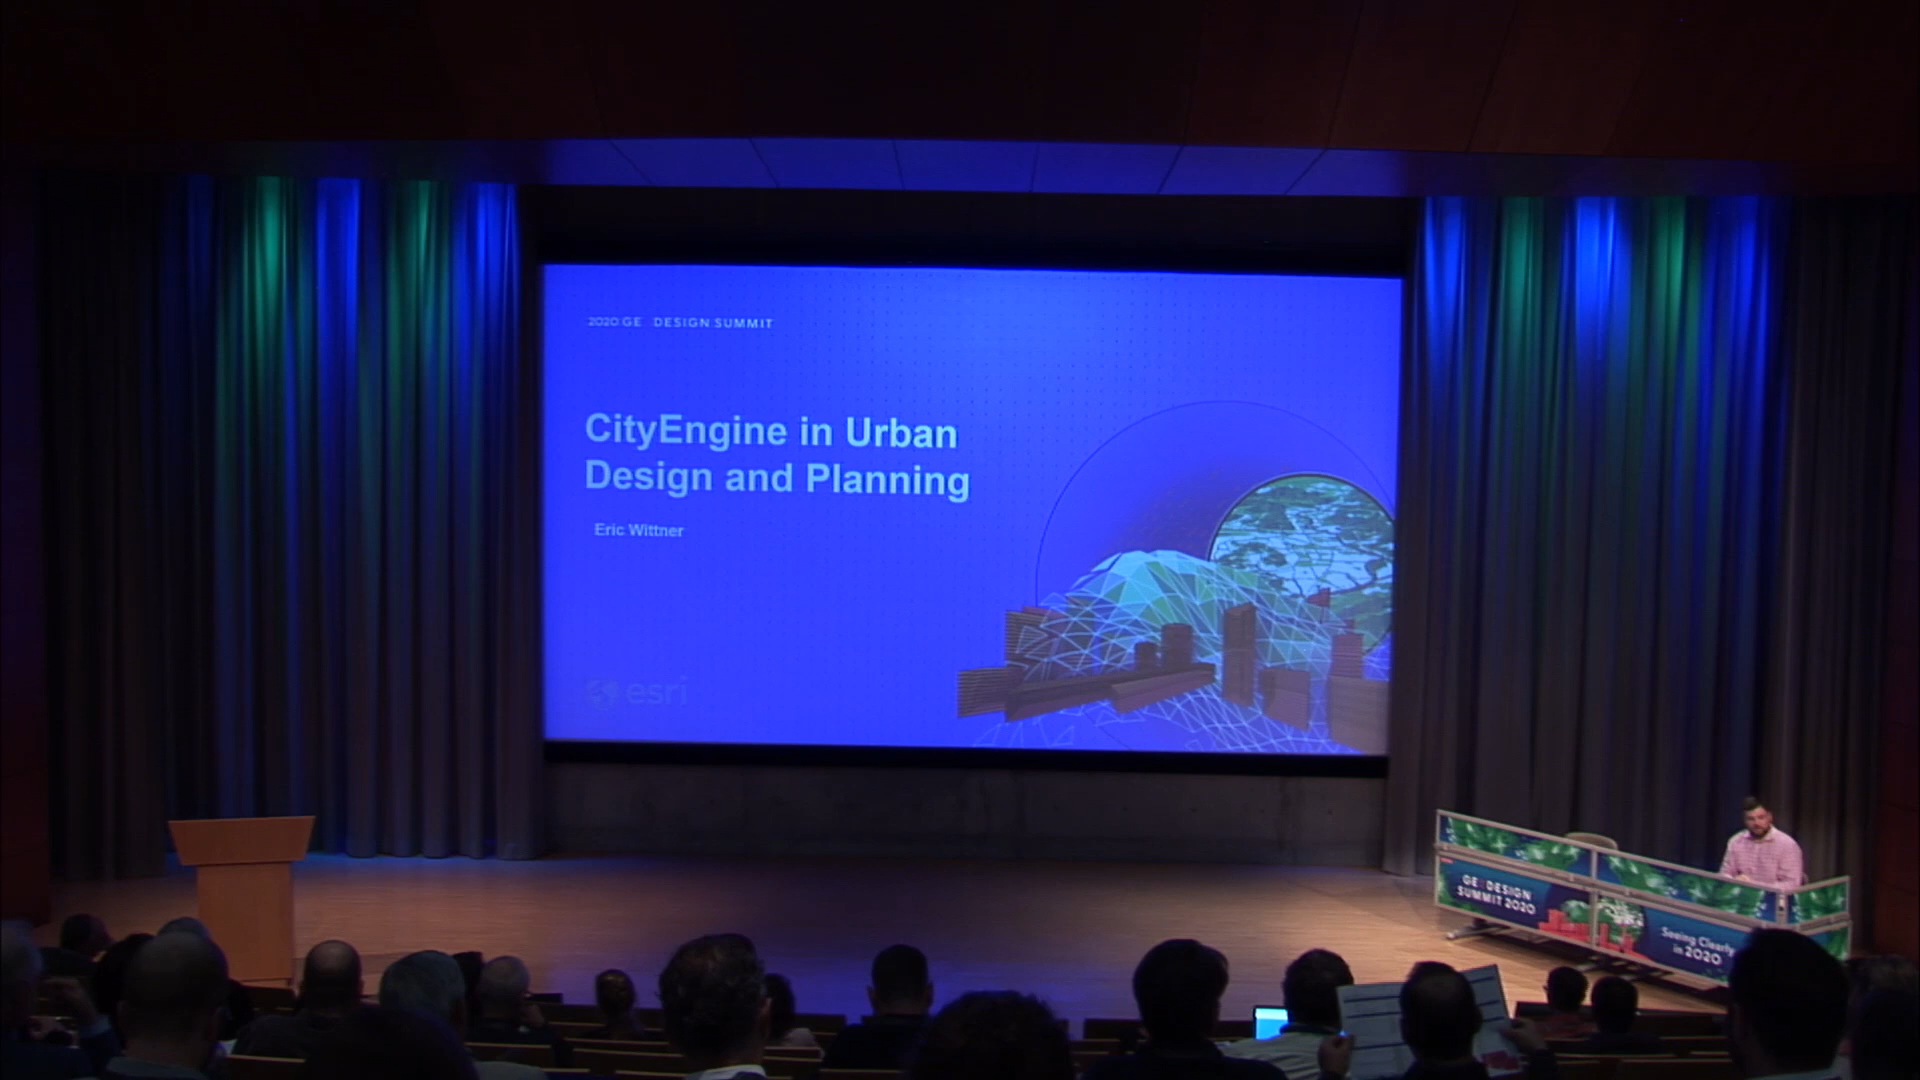 2020 GE DESIGN SUMMIT
CityEngine in Urban
Design and Planning
Eric Wittner
esri
GE DESIGN
SUMMIT 2020
Seeing Clearly
in 2020